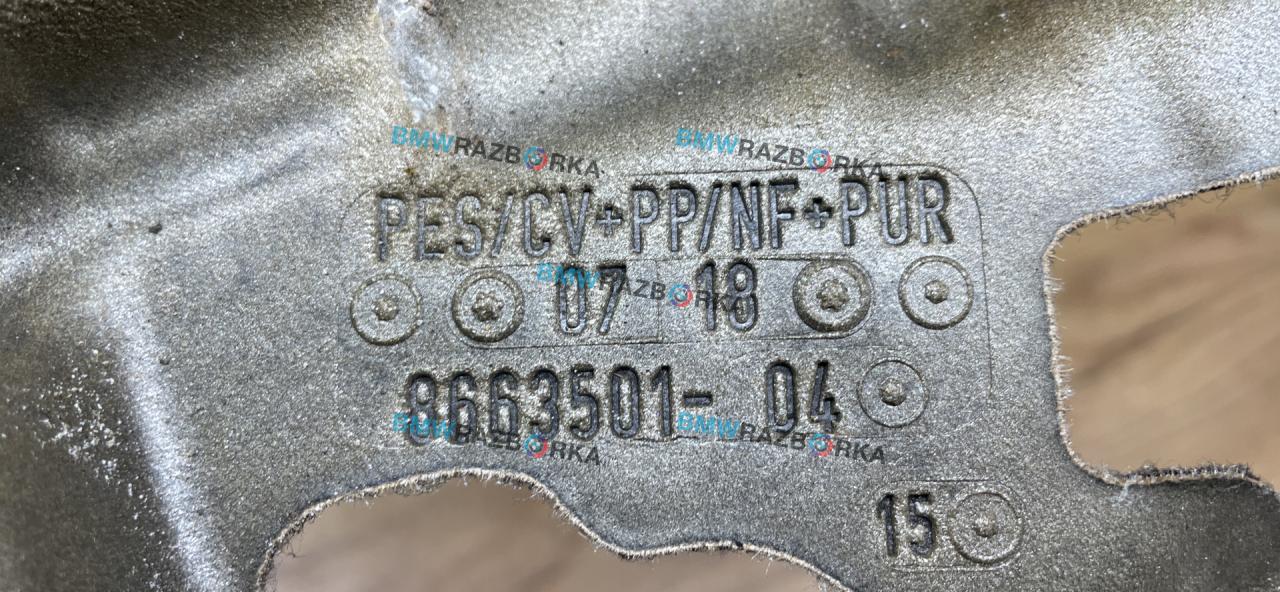 BMWRAZBORKA BMWRAZBORKA
PES/CV+PP/NF+PUR
07 18
BMWRAZBORKA
8663501- 04
BMWRAZBORKA BMWRAZBORKA
15